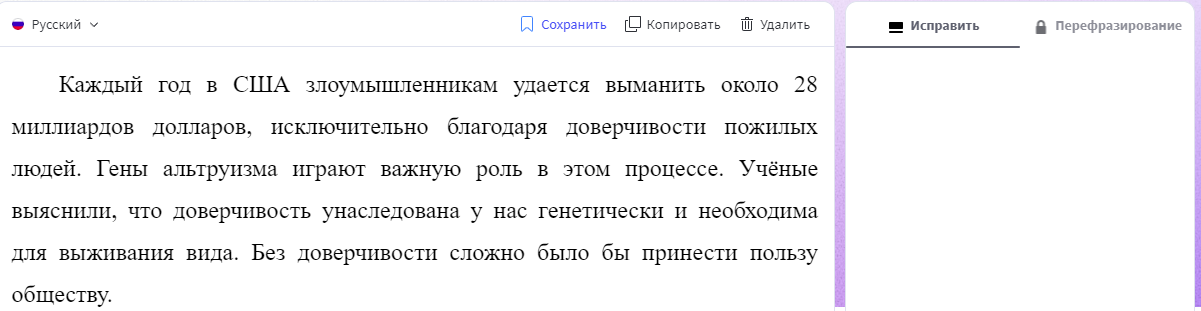 Русский
Сохранить
Копировать
Удалить
Исправить
Перефразирование
Каждый год в США злоумышленникам удается выманить около 28
миллиардов долларов, исключительно благодаря доверчивости пожилых
людей. Гены альтруизма играют важную роль в этом процессе. Учёные
выяснили, что доверчивость унаследована у нас генетически и необходима
для выживания вида. Без доверчивости сложно было бы принести пользу
обществу.